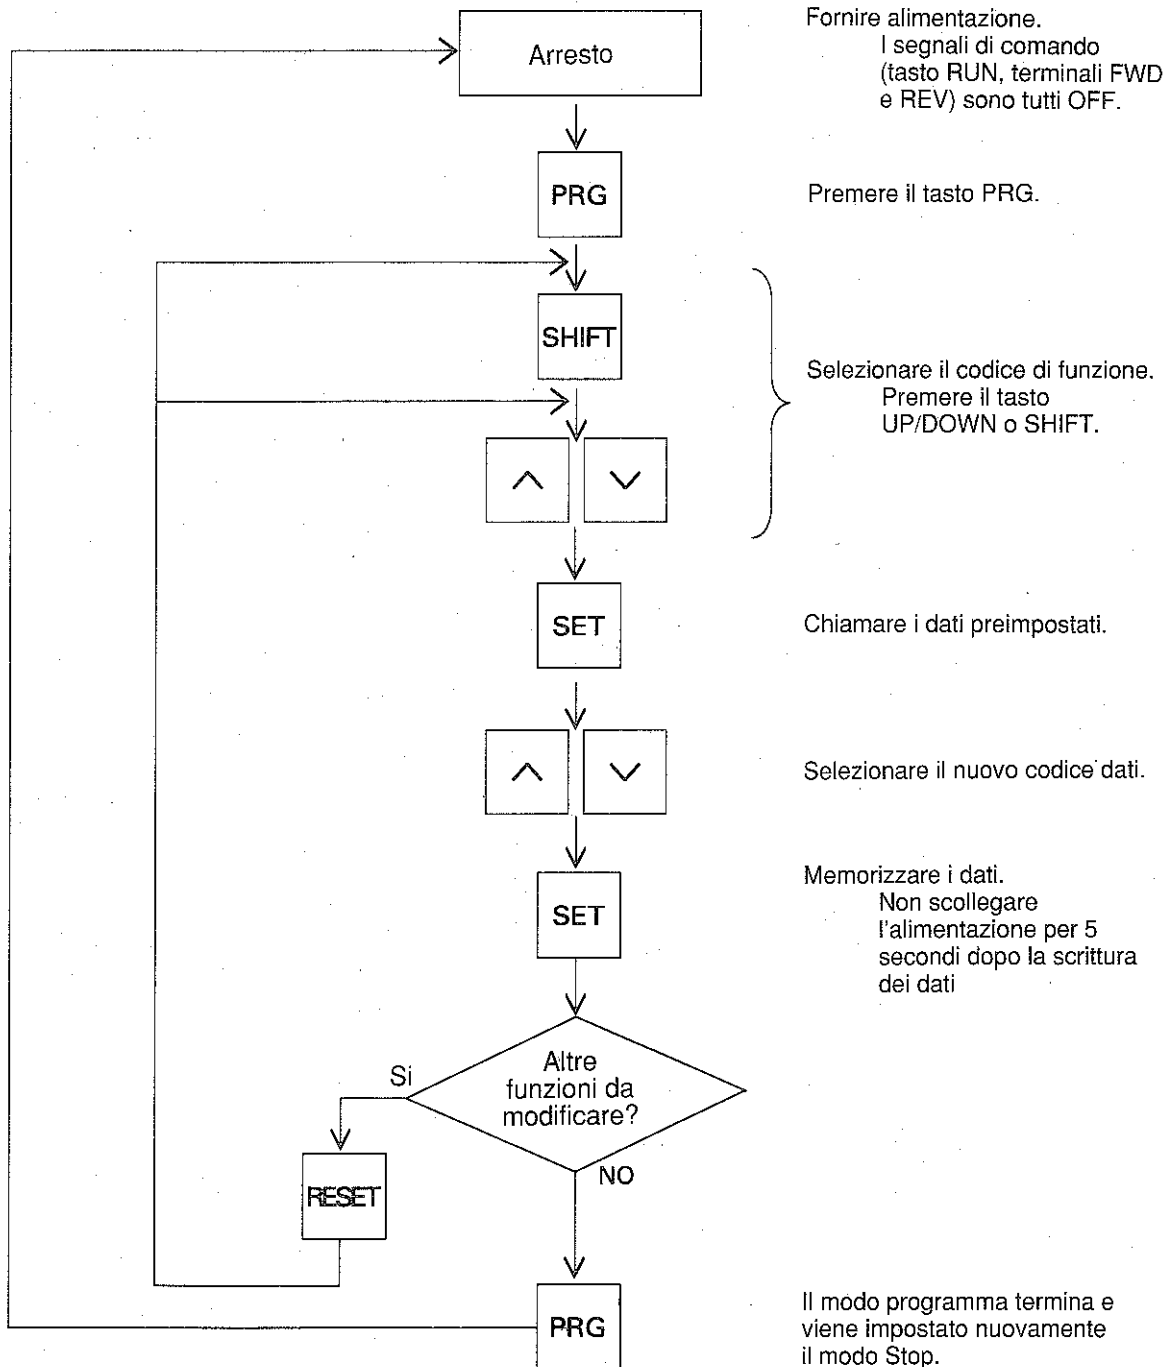 Arresto
Fornire alimentazione.
I segnali di comando
(tasto RUN, terminali FWD
e REV) sono tutti OFF.
PRG
Premere il tasto PRG.
SHIFT
Selezionare il codice di funzione.
Premere il tasto
UP/DOWN o SHIFT.
SET
Chiamare i dati preimpostati.
Selezionare il nuovo codice dati.
SET
Memorizzare i dati.
Non scollegare
l'alimentazione per 5
secondi dopo la scrittura
dei dati
Altre
funzioni da
modificare?
Si
NO
RESET
PRG
Il modo programma termina e
viene impostato nuovamente
il modo Stop.